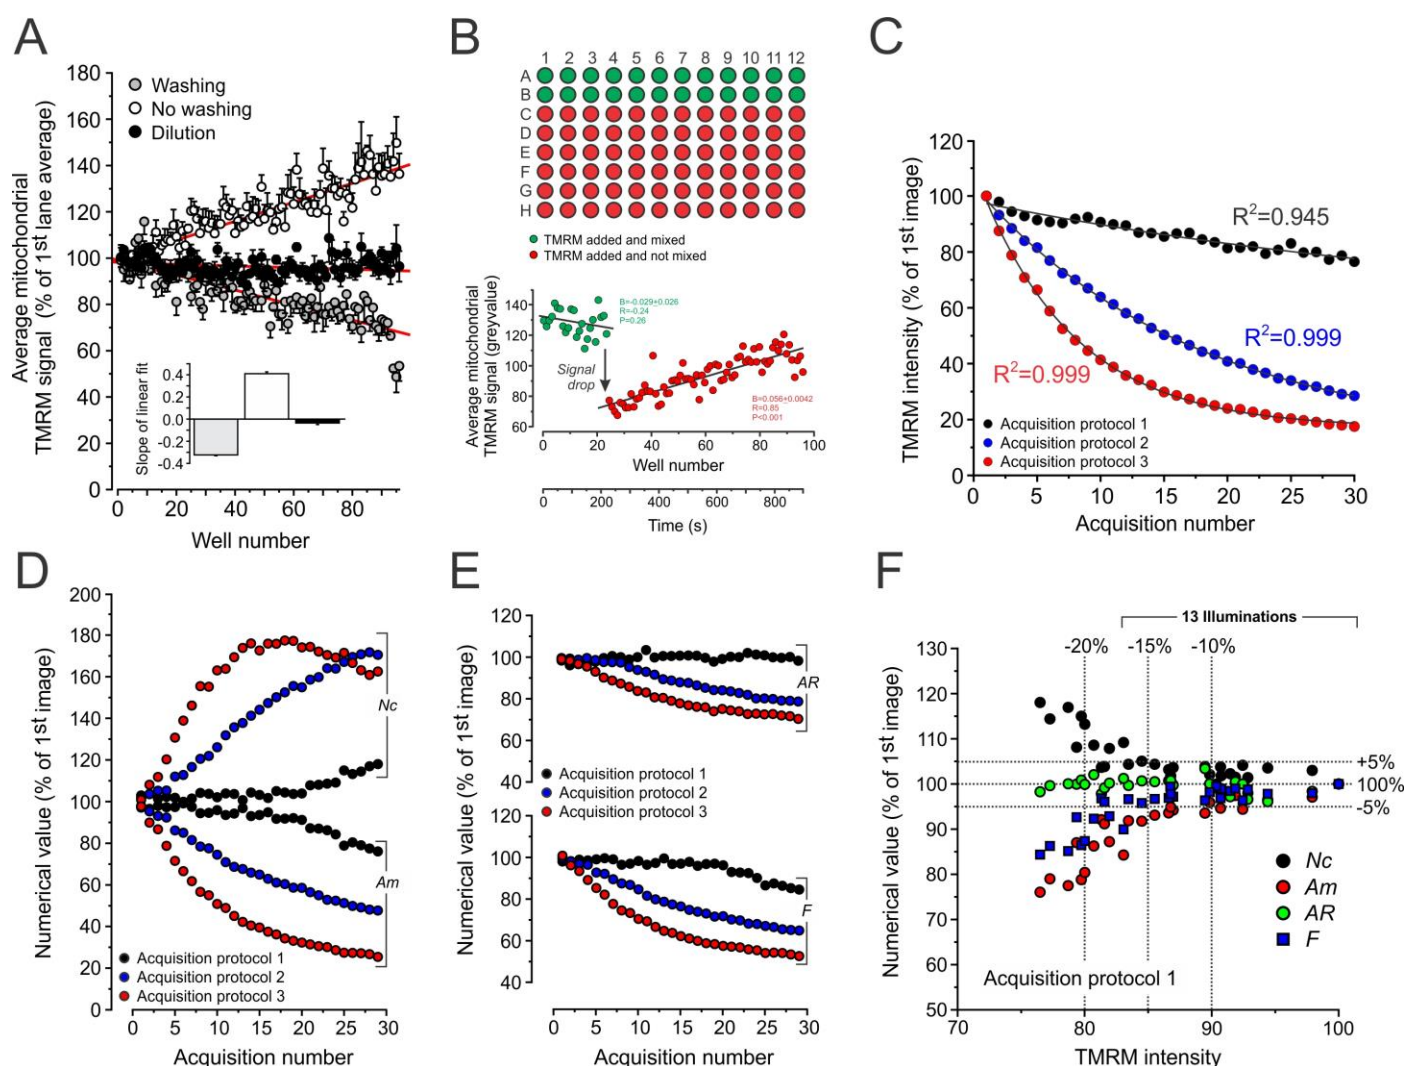 A
180
160
140
120
100
80
60
40
20
0
Average mitochondrial
TMRM signal (% of 1st lane average)
Washing
No washing
Dilution
Slope of linear fit
0.4
0.2
0.0
-0.2
-0.4
0 20 40 60 80
Well number
B
1 2 3 4 5 6 7 8 9 10 11 12
A
B
C
D
E
F
G
H
TMRM added and mixed
TMRM added and not mixed
Average mitochondrial
TMRM signal (greyvalue)
140
120
100
80
60
B=-0.029±0.026
R=-0.24
P=0.26
Signal
drop
B=0.056±0.0042
R=0.85
P<0.001
0 20 40 60 80 100
Well number
0 200 400 600 800
Time (s)
C
120
100
80
60
40
20
0
TMRM intensity (% of 1st image)
R²=0.945
R²=0.999
R²=0.999
Acquisition protocol 1
Acquisition protocol 2
Acquisition protocol 3
0 5 10 15 20 25 30
Acquisition number
D
200
180
160
140
120
100
80
60
40
20
0
Numerical value (% of 1st image)
Nc
Am
Acquisition protocol 1
Acquisition protocol 2
Acquisition protocol 3
0 5 10 15 20 25 30
Acquisition number
E
120
100
80
60
40
Numerical value (% of 1st image)
AR
Acquisition protocol 1
Acquisition protocol 2
Acquisition protocol 3
100
80
60
40
F
0 5 10 15 20 25 30
Acquisition number
F
13 Illuminations
-20% -15% -10%
130
120
110
100
90
80
70
60
50
Numerical value (% of 1st image)
+5%
100%
-5%
Nc
Am
AR
F
Acquisition protocol 1
70 80 90 100
TMRM intensity